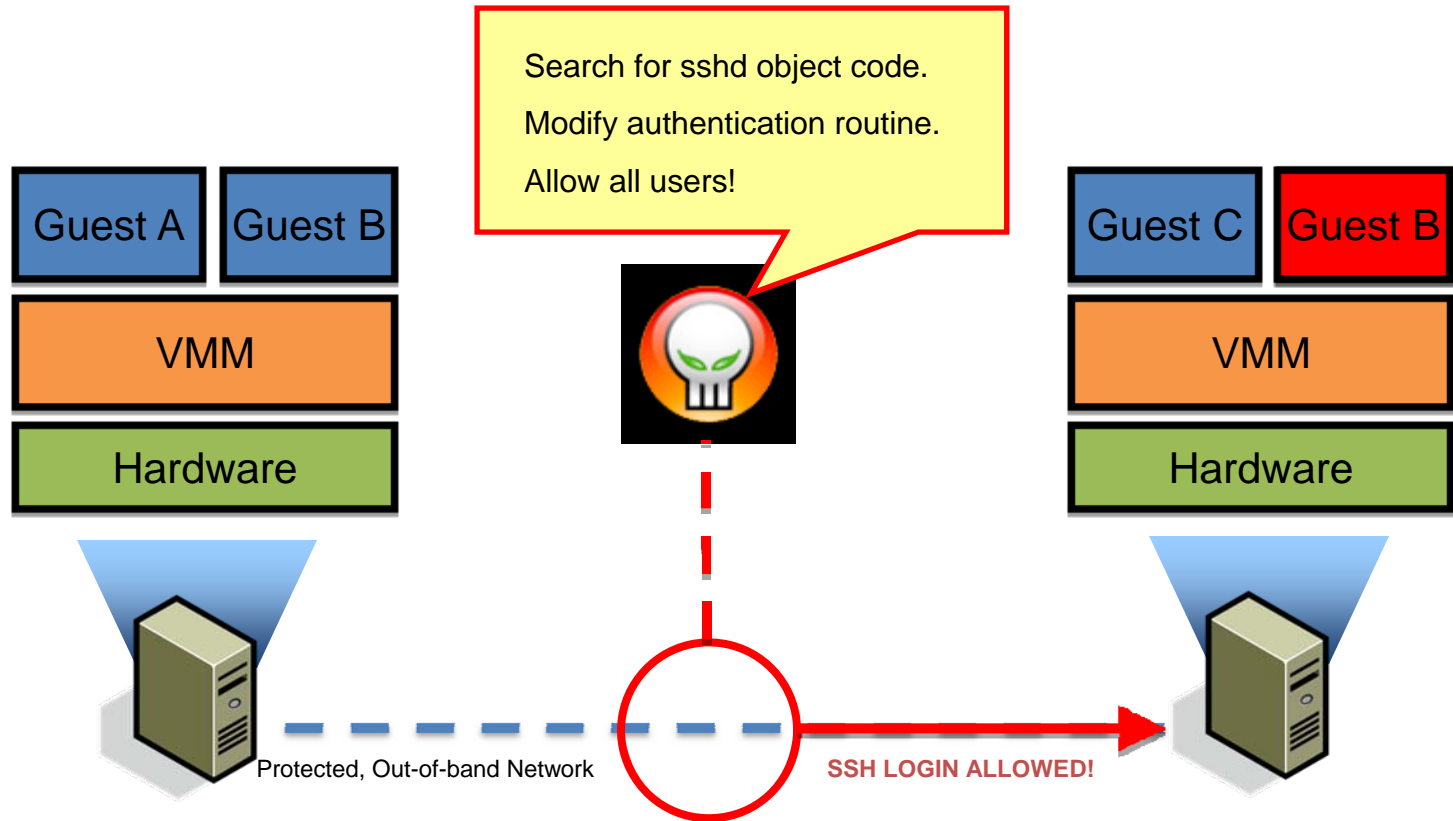 Search for sshd object code.
Modify authentication routine.
Allow all users!
Guest A
Guest B
VMM
Hardware
Guest C
Guest B
VMM
Hardware
Protected, Out-of-band Network
SSH LOGIN ALLOWED!